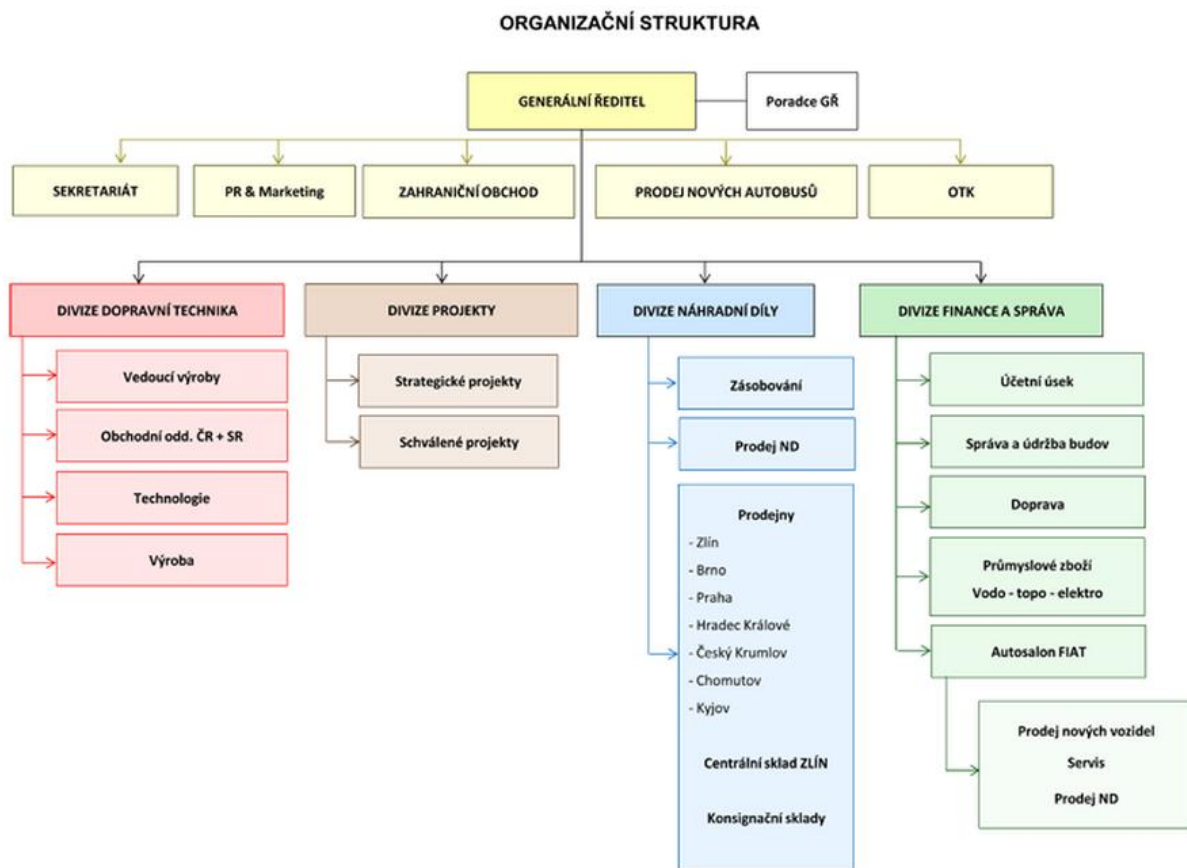 ORGANIZAČNÍ STRUKTURA
GENERÁLNÍ ŘEDITEL
Poradce GŘ
SEKRETARIÁT
PR & Marketing
ZAHRANIČNÍ OBCHOD
PRODEJ NOVÝCH AUTOBUSŮ
OTK
DIVIZE DOPRAVNÍ TECHNIKA
Vedoucí výroby
Obchodní odd. ČR + SR
Technologie
Výroba
DIVIZE PROJEKTY
Strategické projekty
Schválené projekty
DIVIZE NÁHRADNÍ DÍLY
Zásobování
Prodej ND
Prodejny
- Zlín
- Brno
- Praha
- Hradec Králové
- Český Krumlov
- Chomutov
- Kyjov
Centrální sklad ZLÍN
Konsignační sklady
DIVIZE FINANCE A SPRÁVA
Účetní úsek
Správa a údržba budov
Doprava
Průmyslové zboží
Vodo - topo - elektro
Autosalon FIAT
Prodej nových vozidel
Servis
Prodej ND